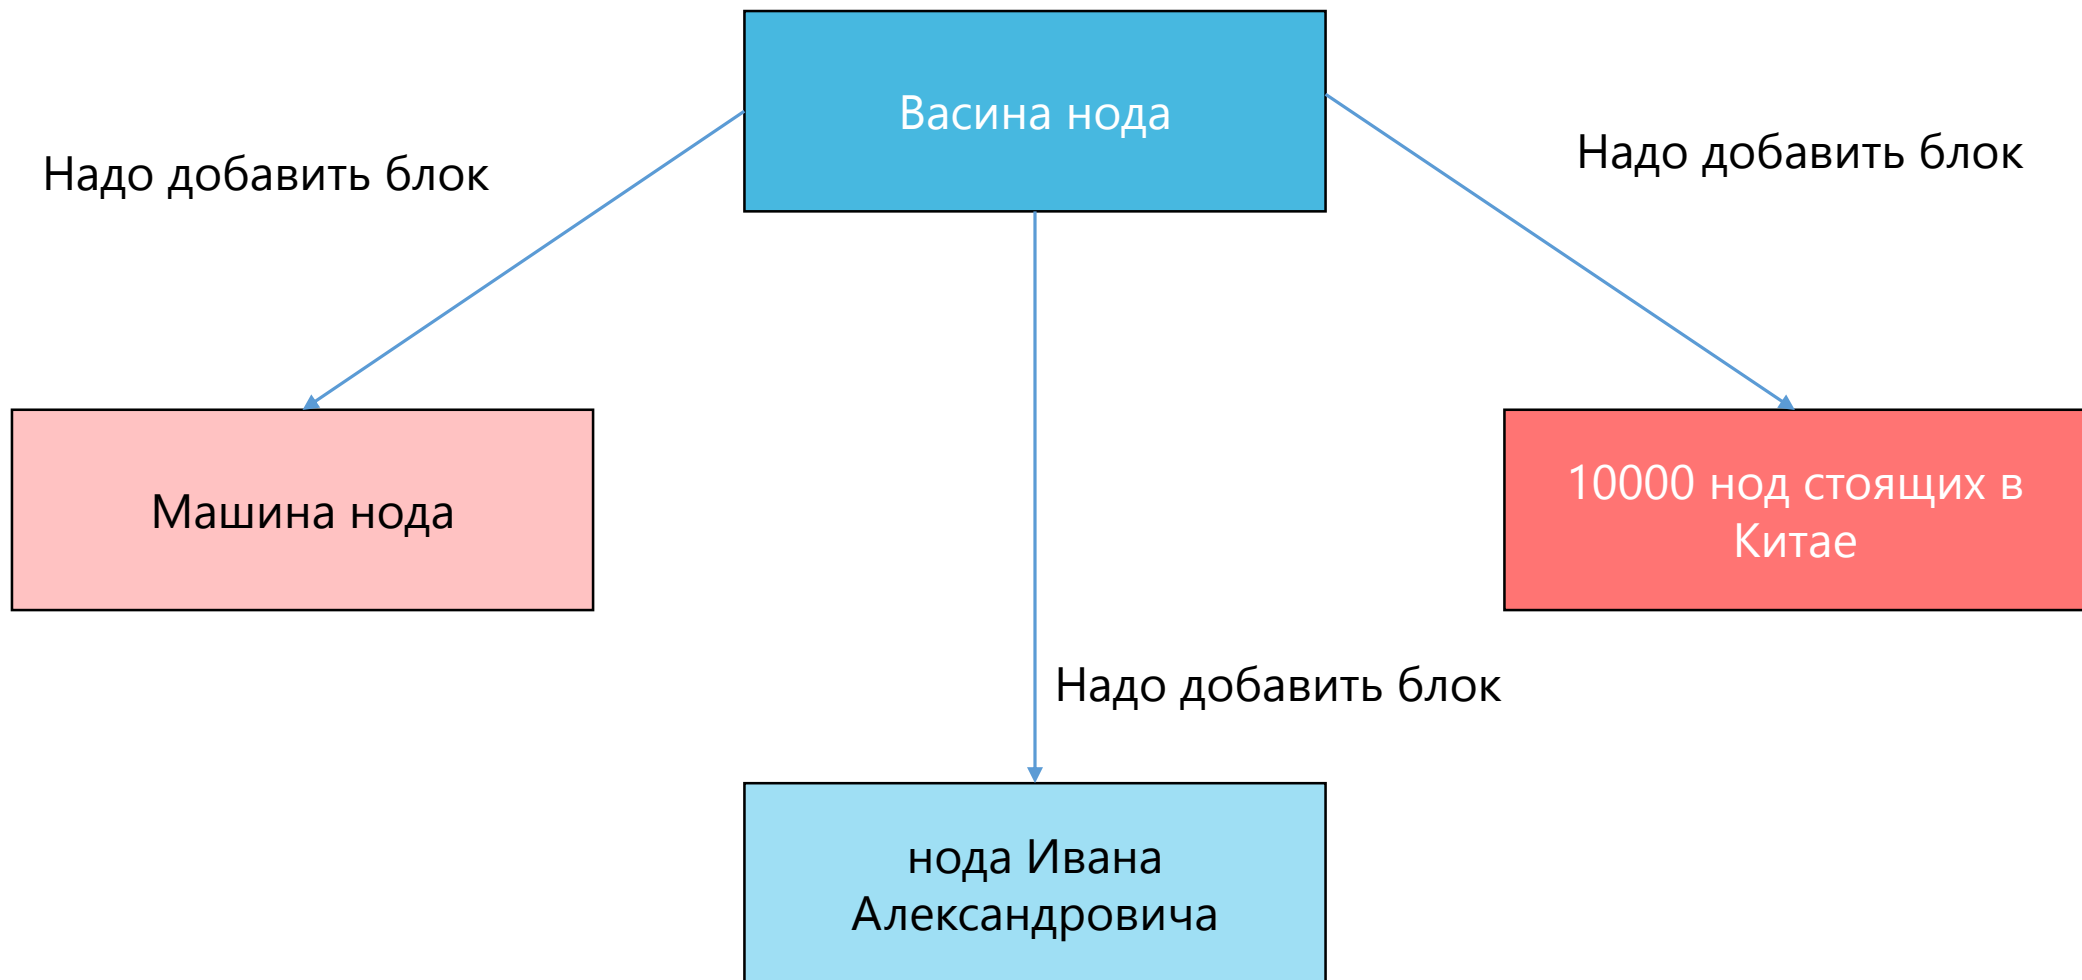 Васина нода
Надо добавить блок
Надо добавить блок
Машина нода
10000 нод стоящих в
Китае
Надо добавить блок
нода Ивана
Александровича